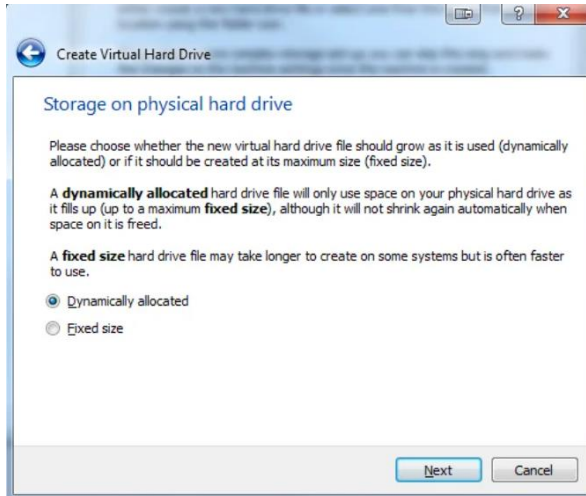 Create Virtual Hard Drive
Storage on physical hard drive
Please choose whether the new virtual hard drive file should grow as it is used (dynamically
allocated) or if it should be created at its maximum size (fixed size).
A dynamically allocated hard drive file will only use space on your physical hard drive as
it fills up (up to a maximum fixed size), although it will not shrink again automatically when
space on it is freed.
A fixed size hard drive file may take longer to create on some systems but is often faster
to use.
Dynamically allocated
Fixed size
Next Cancel